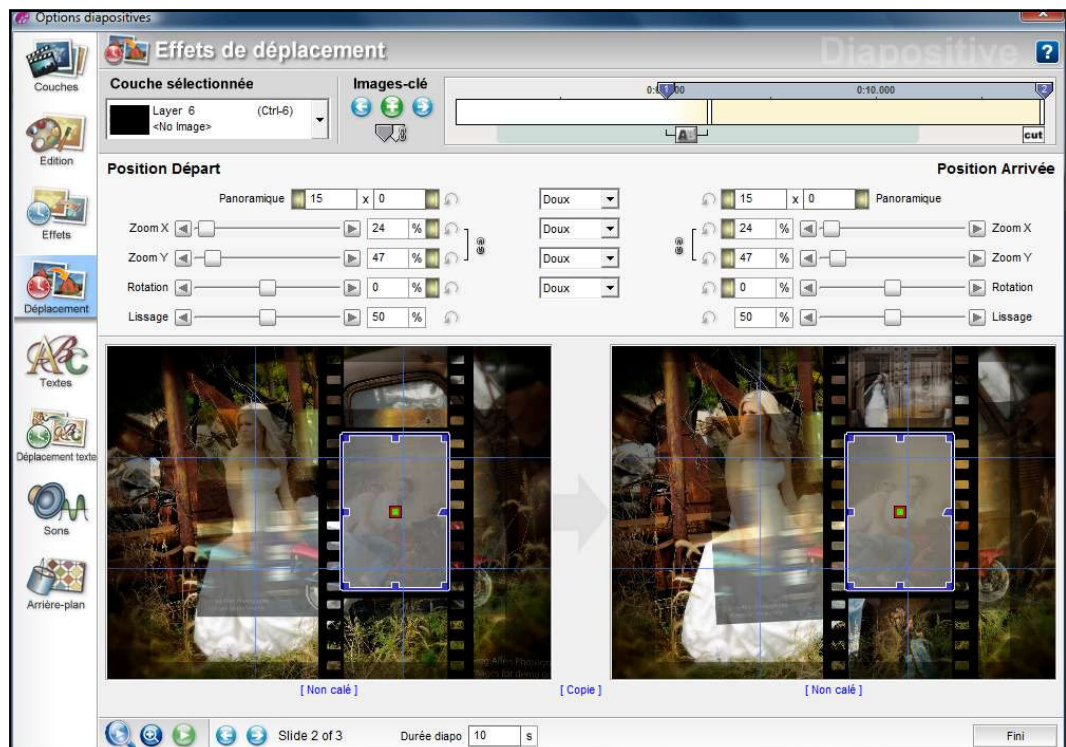 Options diapositives
Effets de déplacement
Diapositive
?
Couches
Edition
Effets
Déplacement
Textes
Déplacement texte
Sons
Arrière-plan
Couche sélectionnée
Layer 6 (Ctrl-6)
<No Image>
Images-clé
1
0:10.000
2
A
cut
Position Départ
Position Arrivée
Panoramique 15 x 0
Doux
15 x 0 Panoramique
Zoom X 24 %
Doux
24 % Zoom X
Zoom Y 47 %
Doux
47 % Zoom Y
Rotation 0 %
Doux
0 % Rotation
Lissage 50 %
50 % Lissage
[ Non calé ]
[ Copie ]
[ Non calé ]
Slide 2 of 3
Durée diapo 10 s
Fini